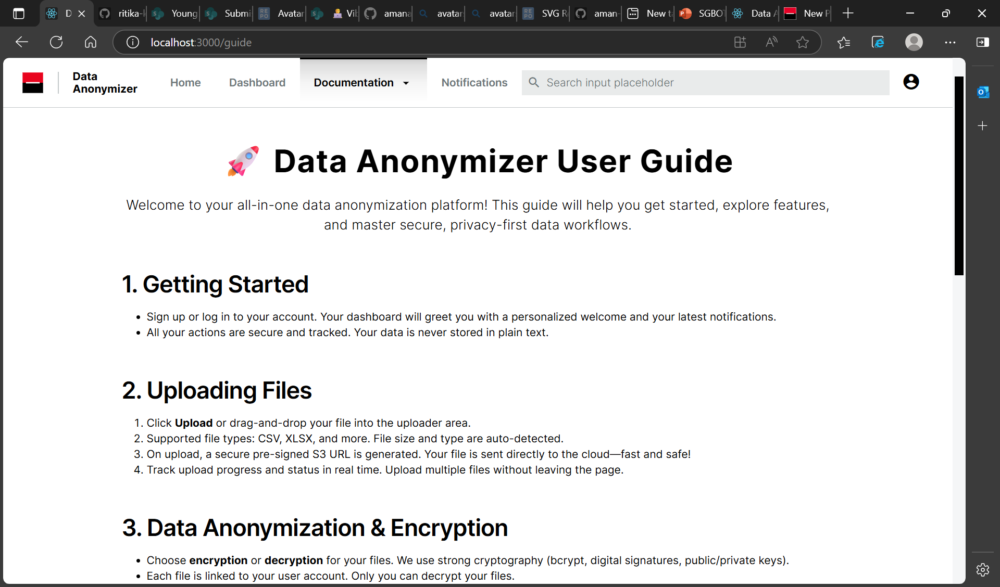 D
ritika-k
Young
Submi
Avatar
Vib
amana
avatar
avatar
SVG R
aman-
New ta
SGBOT
Data A
New P
localhost:3000/guide
Data
Anonymizer
Home
Dashboard
Documentation
Notifications
Search input placeholder
🚀 Data Anonymizer User Guide
Welcome to your all-in-one data anonymization platform! This guide will help you get started, explore features,
and master secure, privacy-first data workflows.
1. Getting Started
• Sign up or log in to your account. Your dashboard will greet you with a personalized welcome and your latest notifications.
• All your actions are secure and tracked. Your data is never stored in plain text.
2. Uploading Files
1. Click Upload or drag-and-drop your file into the uploader area.
2. Supported file types: CSV, XLSX, and more. File size and type are auto-detected.
3. On upload, a secure pre-signed S3 URL is generated. Your file is sent directly to the cloud—fast and safe!
4. Track upload progress and status in real time. Upload multiple files without leaving the page.
3. Data Anonymization & Encryption
• Choose encryption or decryption for your files. We use strong cryptography (bcrypt, digital signatures, public/private keys).
• Each file is linked to your user account. Only you can decrypt your files.